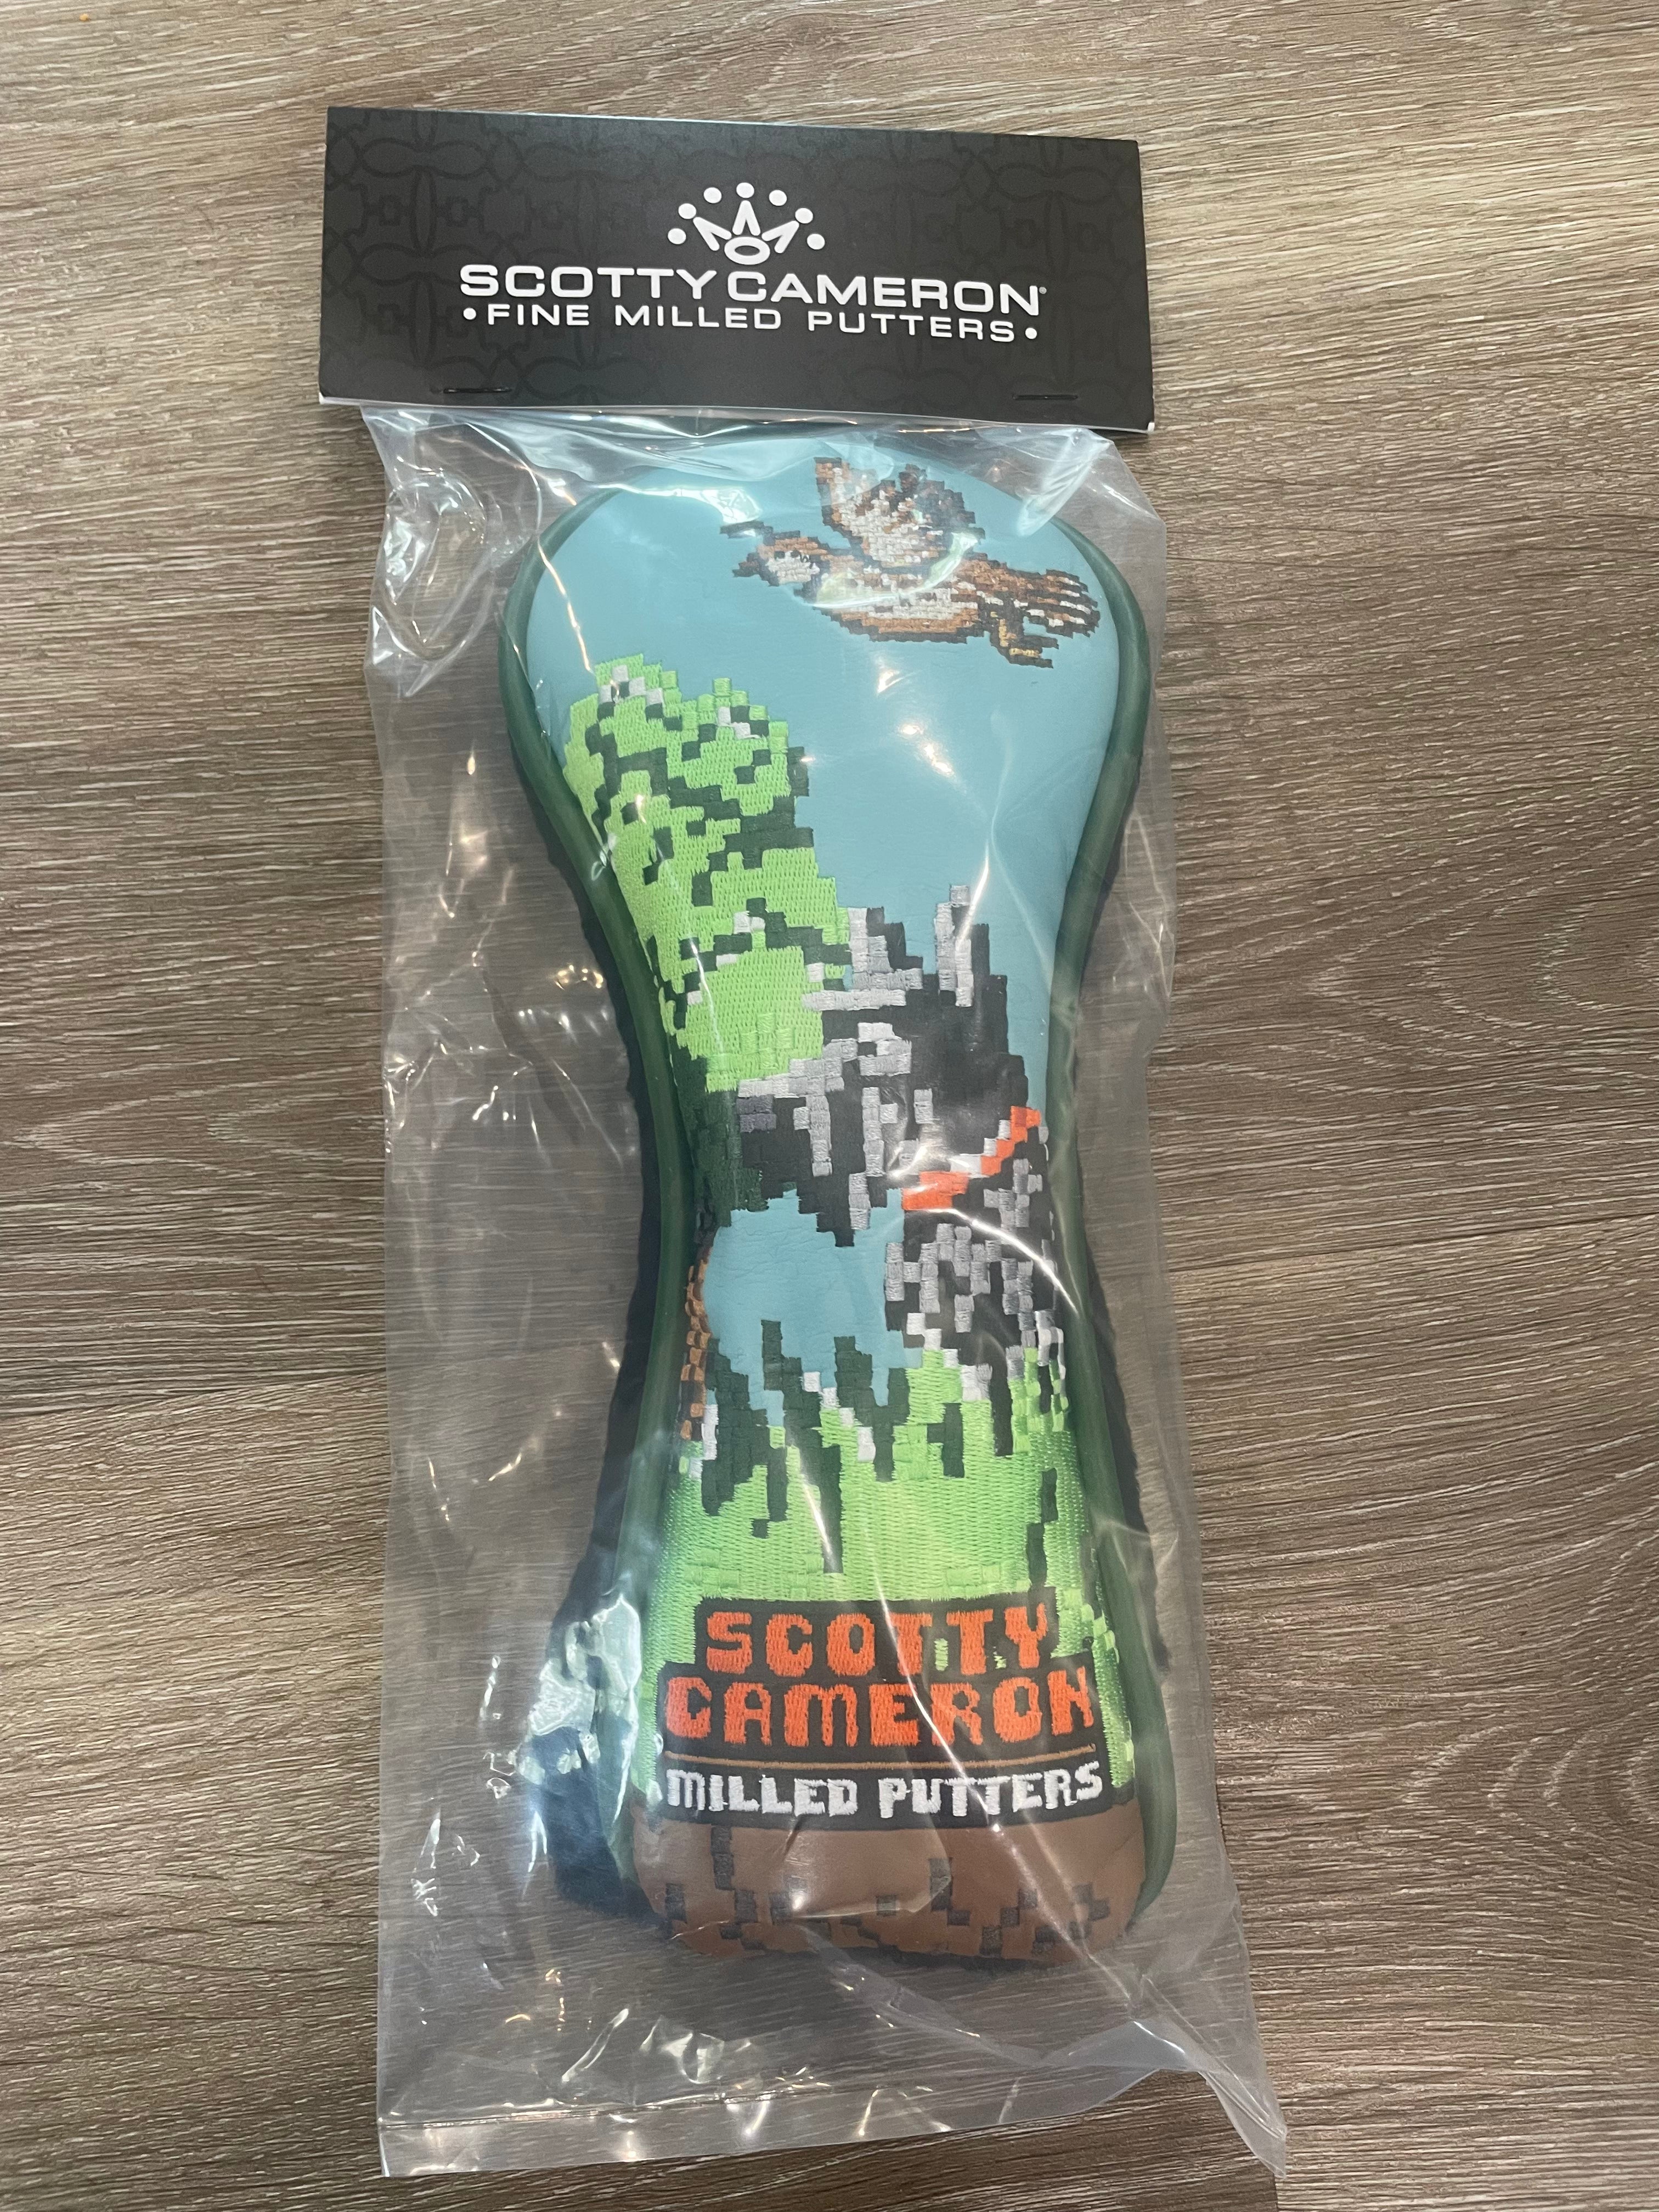 SCOTTY CAMERON®
• FINE MILLED PUTTERS •
SCOTTY
CAMERON
MILLED PUTTERS